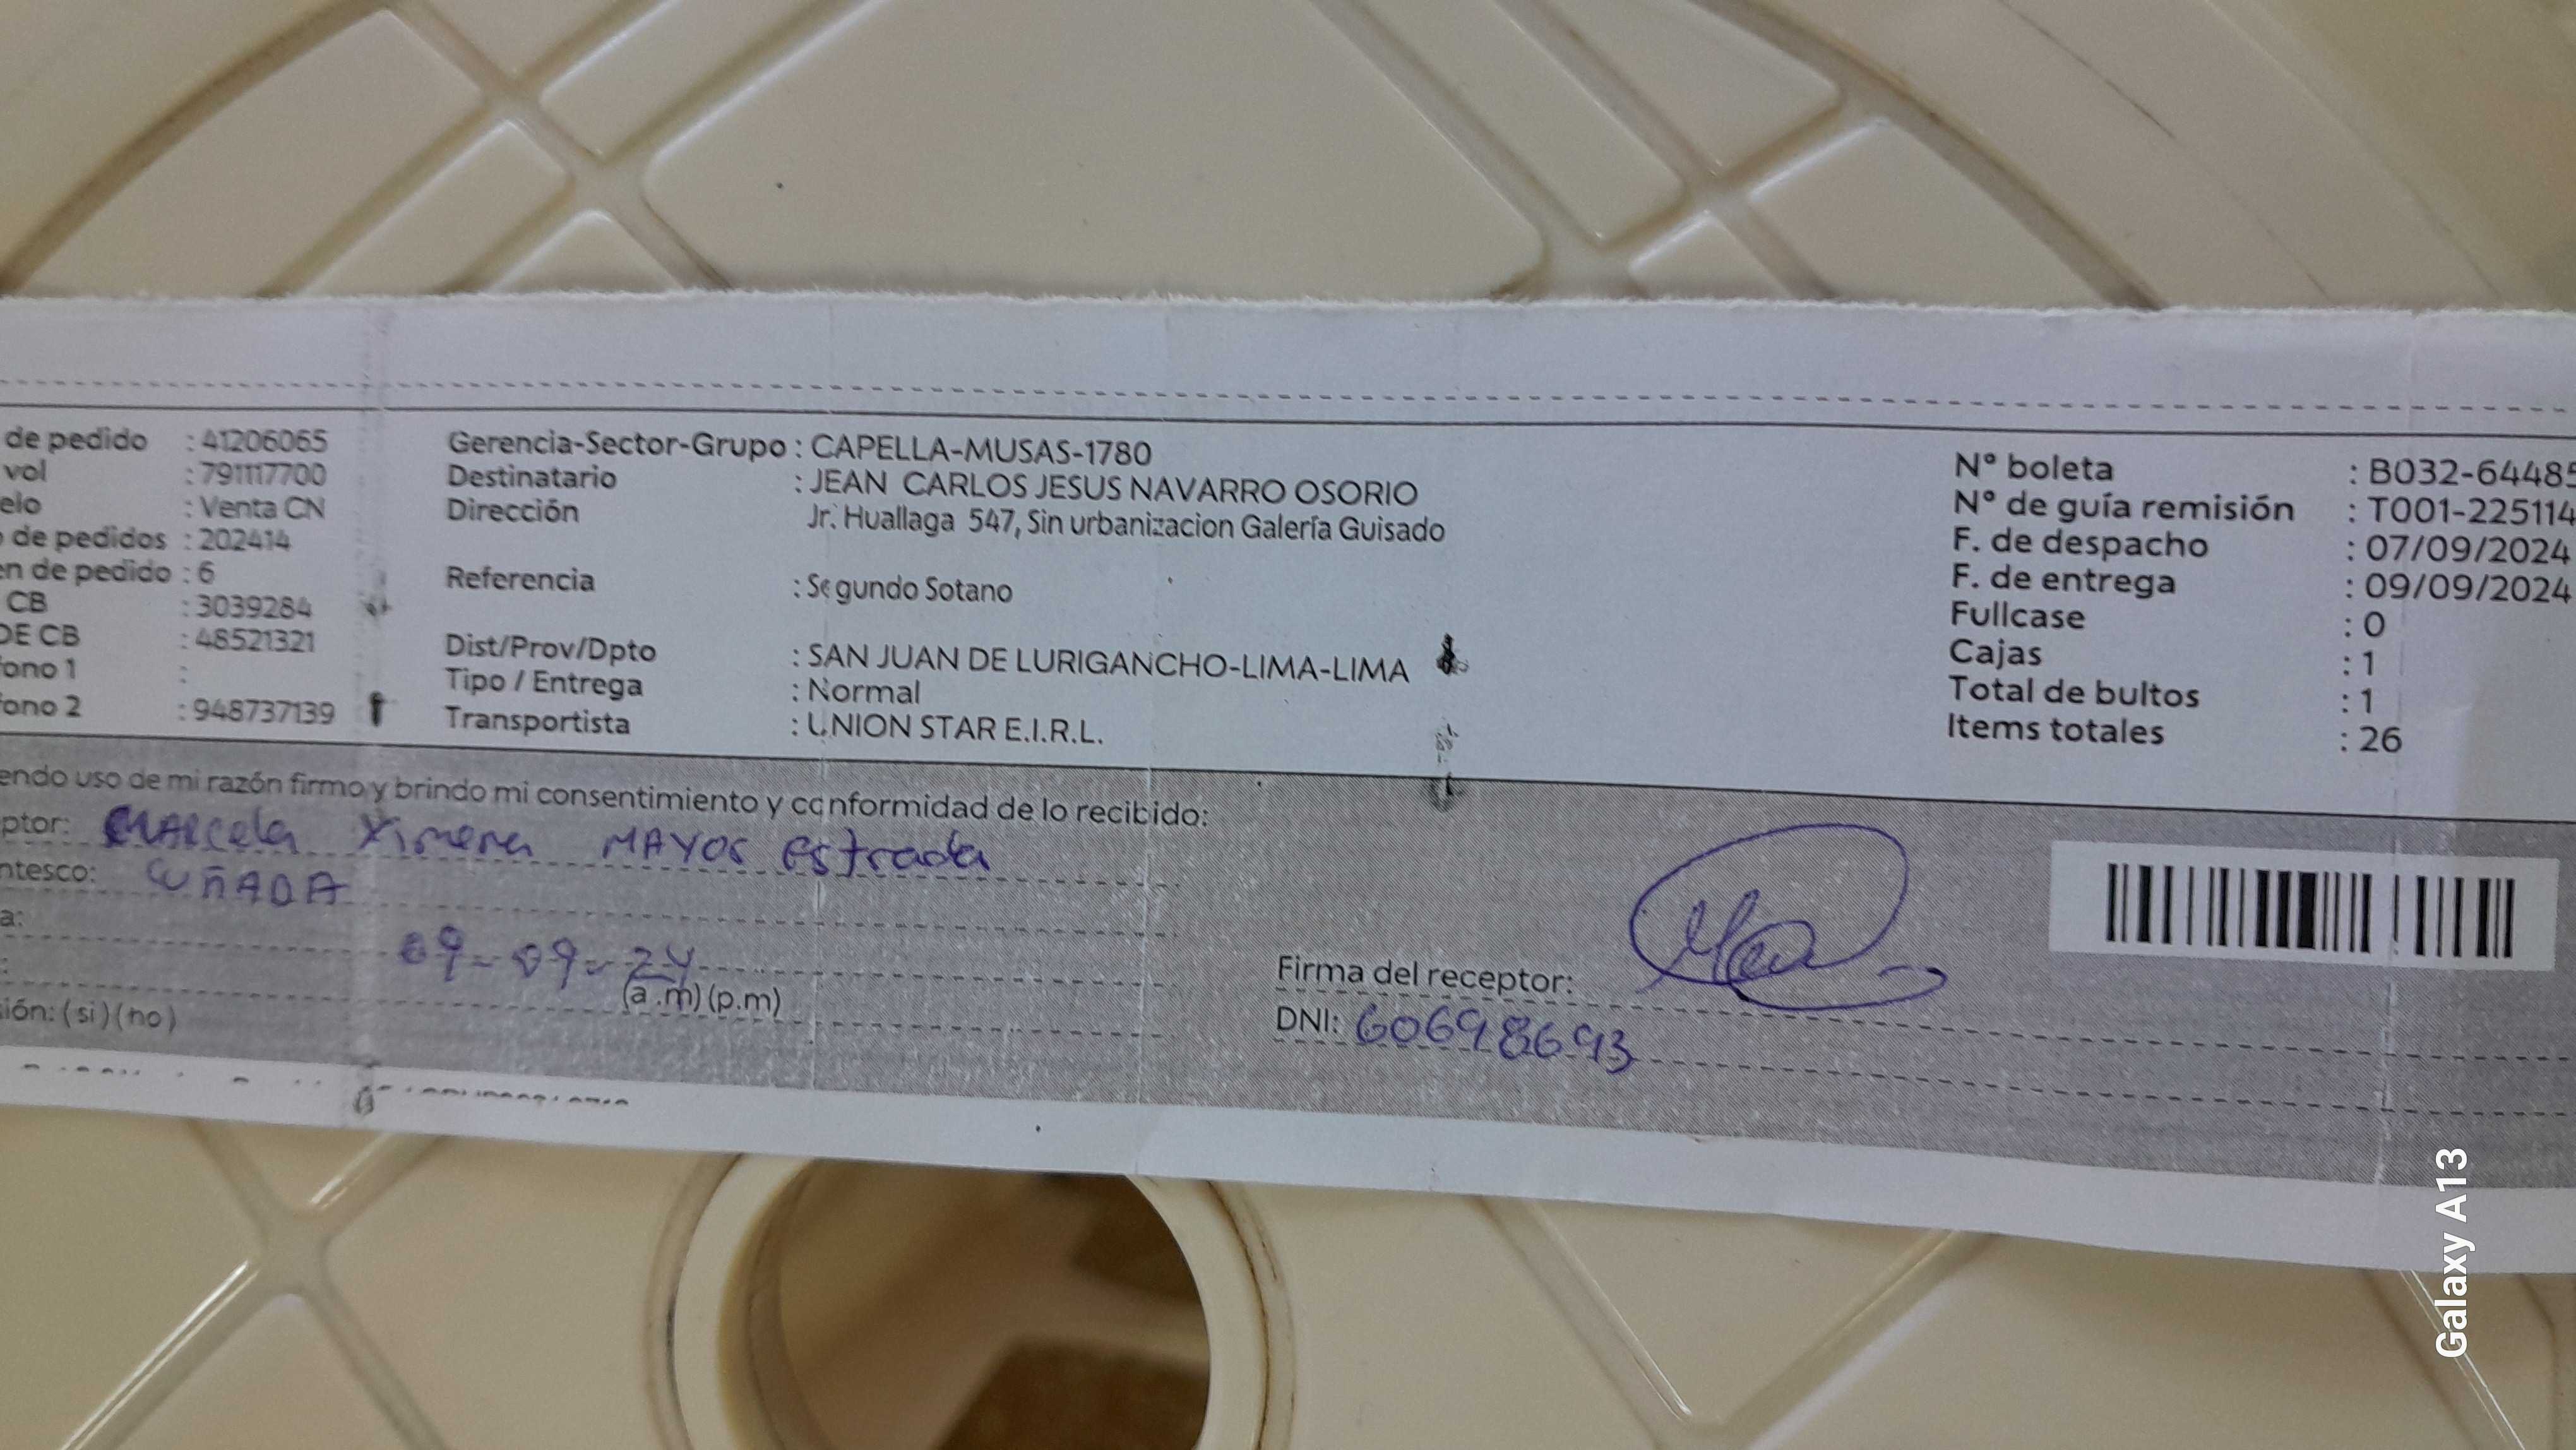 de pedido : 41206065
vol : 791117700
elo : Venta CN
de pedidos : 202414
en de pedido : 6
CB : 3039284
DE CB : 48521321
fono 1 :
fono 2 : 948737139
Gerencia-Sector-Grupo : CAPELLA-MUSAS-1780
Destinatario : JEAN CARLOS JESUS NAVARRO OSORIO
Dirección Jr. Huallaga 547, Sin urbanizacion Galería Guisado
Referencia : Segundo Sotano
Dist/Prov/Dpto : SAN JUAN DE LURIGANCHO-LIMA-LIMA
Tipo / Entrega : Normal
Transportista : UNION STAR E.I.R.L.
N° boleta : B032-64485
N° de guía remisión : T001-225114
F. de despacho : 07/09/2024
F. de entrega : 09/09/2024
Fullcase : 0
Cajas : 1
Total de bultos : 1
Items totales : 26
endo uso de mi razón firmo y brindo mi consentimiento y conformidad de lo recibido:
ptor: Marcela Ximena MAYOR estrada
ntesco: CUÑADA
a:
: 09-09-24
(a.m)(p.m)
sión: (si) (no)
Firma del receptor:
DNI: 60698693
Galaxy A13